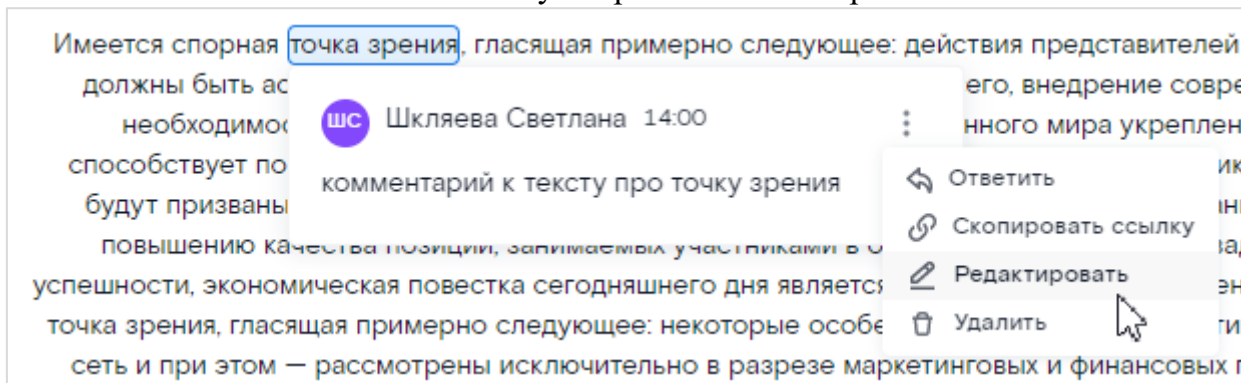 Имеется спорная точка зрения, гласящая примерно следующее: действия представителей
должны быть ас его, внедрение совре
необходимос нного мира укреплен
способствует по
будут призваны
повышению качества позиции, занимаемых участниками в о
успешности, экономическая повестка сегодняшнего дня является
точка зрения, гласящая примерно следующее: некоторые особе
сеть и при этом — рассмотрены исключительно в разрезе маркетинговых и финансовых
ШС Шкляева Светлана 14:00
комментарий к тексту про точку зрения
Ответить
Скопировать ссылку
Редактировать
Удалить